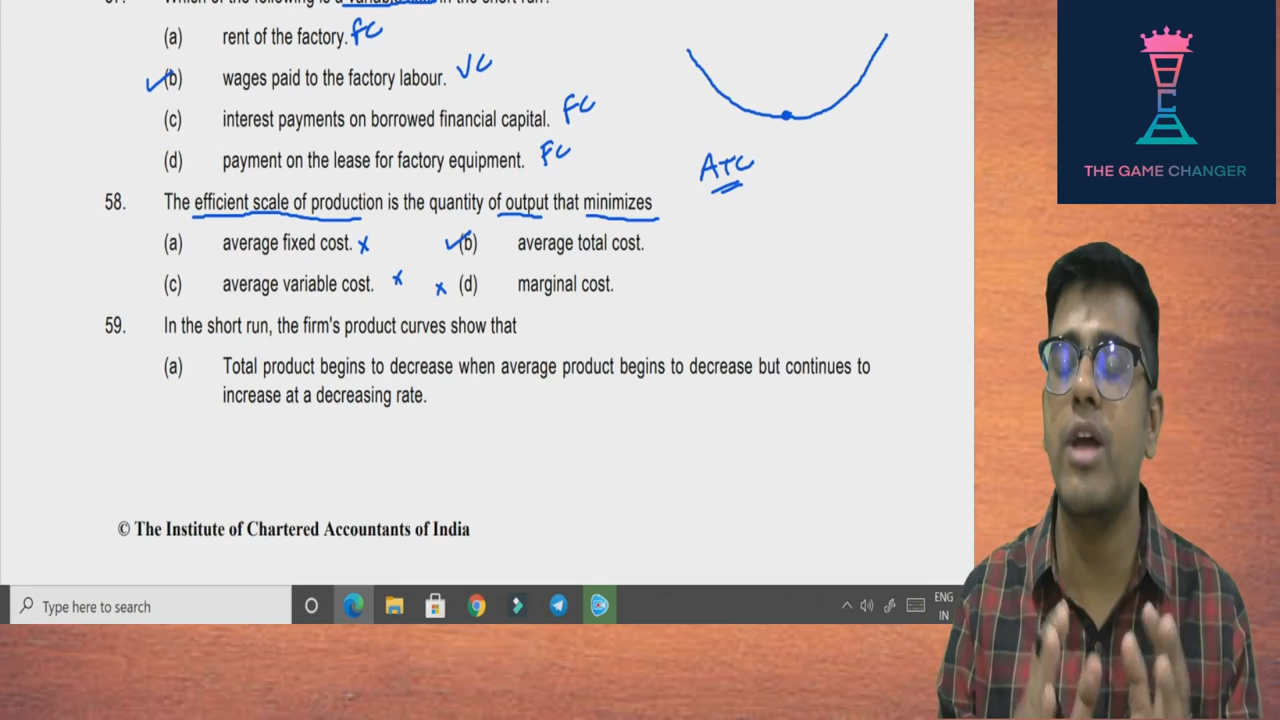 (a) rent of the factory. FC
(b) wages paid to the factory labour. VC
(c) interest payments on borrowed financial capital. FC
(d) payment on the lease for factory equipment. FC
ATC
58. The efficient scale of production is the quantity of output that minimizes
(a) average fixed cost. x (b) average total cost.
(c) average variable cost. x x (d) marginal cost.
59. In the short run, the firm's product curves show that
(a) Total product begins to decrease when average product begins to decrease but continues to
increase at a decreasing rate.
© The Institute of Chartered Accountants of India
Type here to search
ENG
IN
THE GAME CHANGER